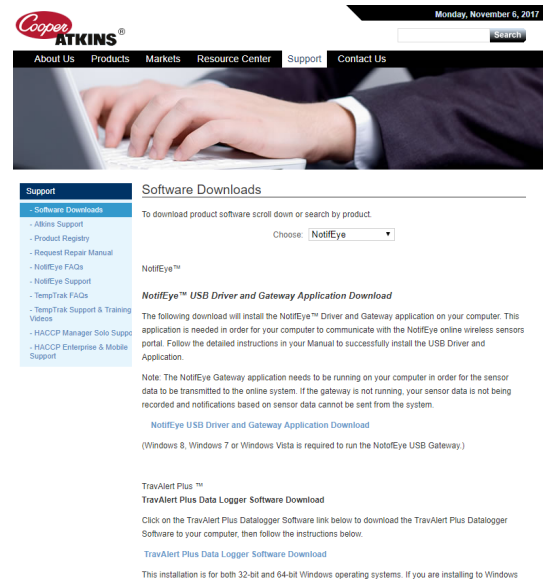 Monday, November 6, 2017
Cooper
ATKINS®
Search
About Us Products Markets Resource Center Support Contact Us
Support
- Software Downloads
- Atkins Support
- Product Registry
- Request Repair Manual
- NotifEye FAQs
- NotifEye Support
- TempTrak FAQs
- TempTrak Support & Training
Videos
- HACCP Manager Solo Suppo
- HACCP Enterprise & Mobile
Support
Software Downloads
To download product software scroll down or search by product.
Choose: NotifEye
NotifEye™
NotifEye™ USB Driver and Gateway Application Download
The following download will install the NotifEye™ Driver and Gateway application on your computer. This
application is needed in order for your computer to communicate with the NotifEye online wireless sensors
portal. Follow the detailed instructions in your Manual to successfully install the USB Driver and
Application.
Note: The NotifEye Gateway application needs to be running on your computer in order for the sensor
data to be transmitted to the online system. If the gateway is not running, your sensor data is not being
recorded and notifications based on sensor data cannot be sent from the system.
NotifEye USB Driver and Gateway Application Download
(Windows 8, Windows 7 or Windows Vista is required to run the NotofEye USB Gateway.)
TravAlert Plus ™
TravAlert Plus Data Logger Software Download
Click on the TravAlert Plus Datalogger Software link below to download the TravAlert Plus Datalogger
Software to your computer, then follow the instructions below.
TravAlert Plus Data Logger Software Download
This installation is for both 32-bit and 64-bit Windows operating systems. If you are installing to Windows